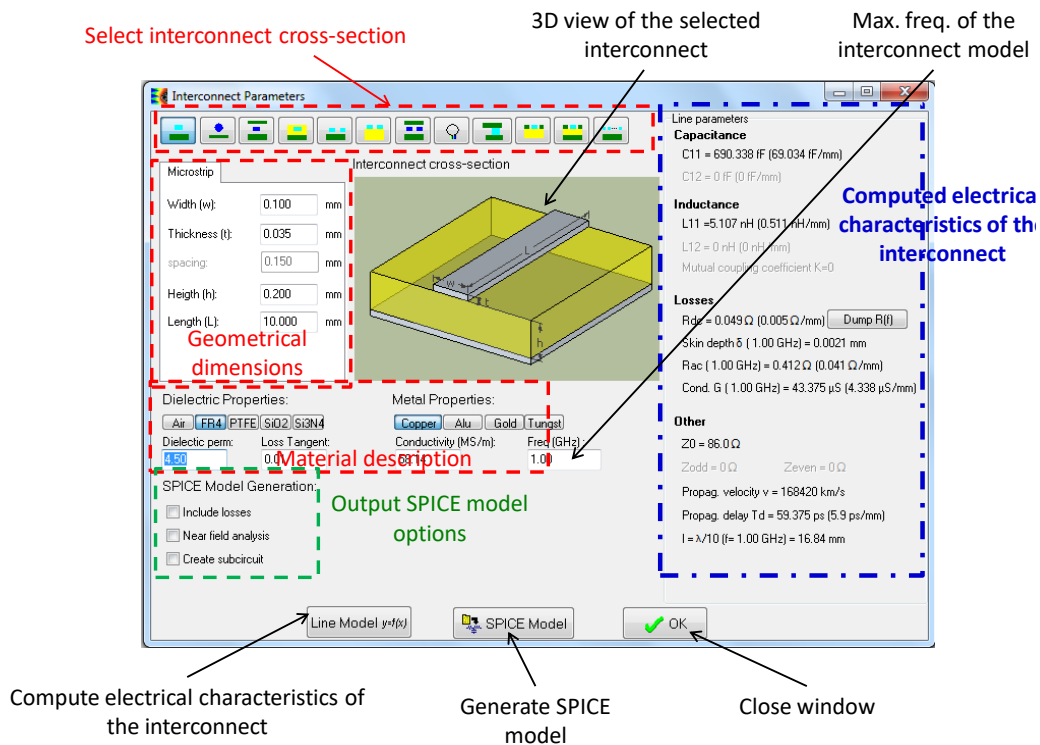 Select interconnect cross-section
3D view of the selected
interconnect
Max. freq. of the
interconnect model
Interconnect Parameters
Microstrip
Width (w):
0.100
mm
Thickness (t):
0.035
mm
spacing:
0.150
mm
Heigth (h):
0.200
mm
Length (L):
10.000
mm
Geometrical
dimensions
Interconnect cross-section
L
w
t
h
Line parameters
Capacitance
C11 = 690.338 fF (69.034 fF/mm)
C12 = 0 fF (0 fF/mm)
Inductance
L11 =5.107 nH (0.511 nH/mm)
L12 = 0 nH (0 nH/mm)
Mutual coupling coefficient K=0
Computed electrical
characteristics of the
interconnect
Losses
Rdc = 0.049 Ω (0.005 Ω/mm)
Dump R(f)
Skin depth δ ( 1.00 GHz) = 0.0021 mm
Rac ( 1.00 GHz) = 0.412 Ω (0.041 Ω/mm)
Cond. G ( 1.00 GHz) = 43.375 µS (4.338 µS/mm)
Other
Z0 = 86.0 Ω
Zodd = 0 Ω
Zeven = 0 Ω
Propag. velocity v = 168420 km/s
Propag. delay Td = 59.375 ps (5.9 ps/mm)
l = λ/10 (f= 1.00 GHz) = 16.84 mm
Dielectric Properties:
Metal Properties:
Air FR4 PTFE SiO2 Si3N4
Copper Alu Gold Tungst
Dielectic perm:
Loss Tangent:
Conductivity (MS/m):
Freq (GHz) :
4.50
1.00
Material description
SPICE Model Generation:
Include losses
Near field analysis
Create subcircuit
Output SPICE model
options
Line Model y=f(x)
SPICE Model
OK
Compute electrical characteristics of
the interconnect
Generate SPICE
model
Close window